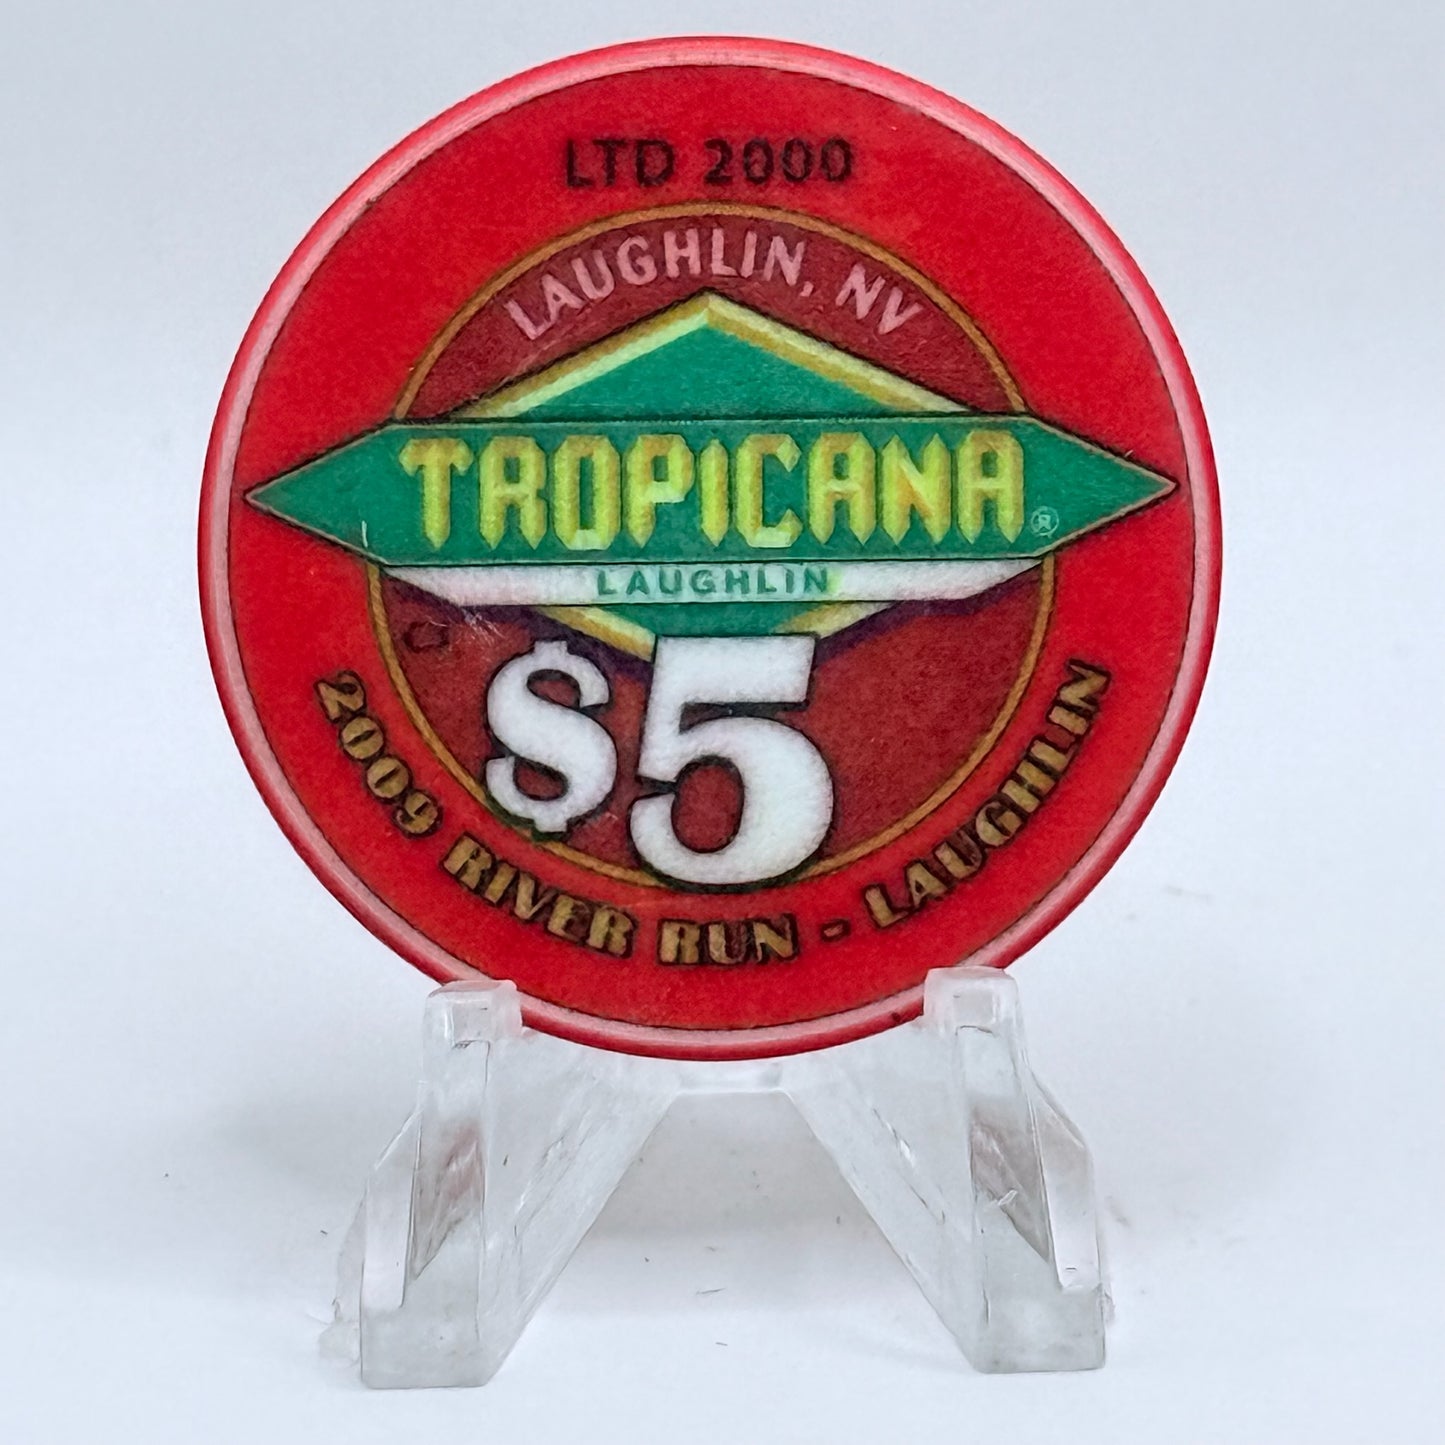 LTD 2000
LAUGHLIN, NV
TROPICANA ®
LAUGHLIN
$5
2009 RIVER RUN - LAUGHLIN